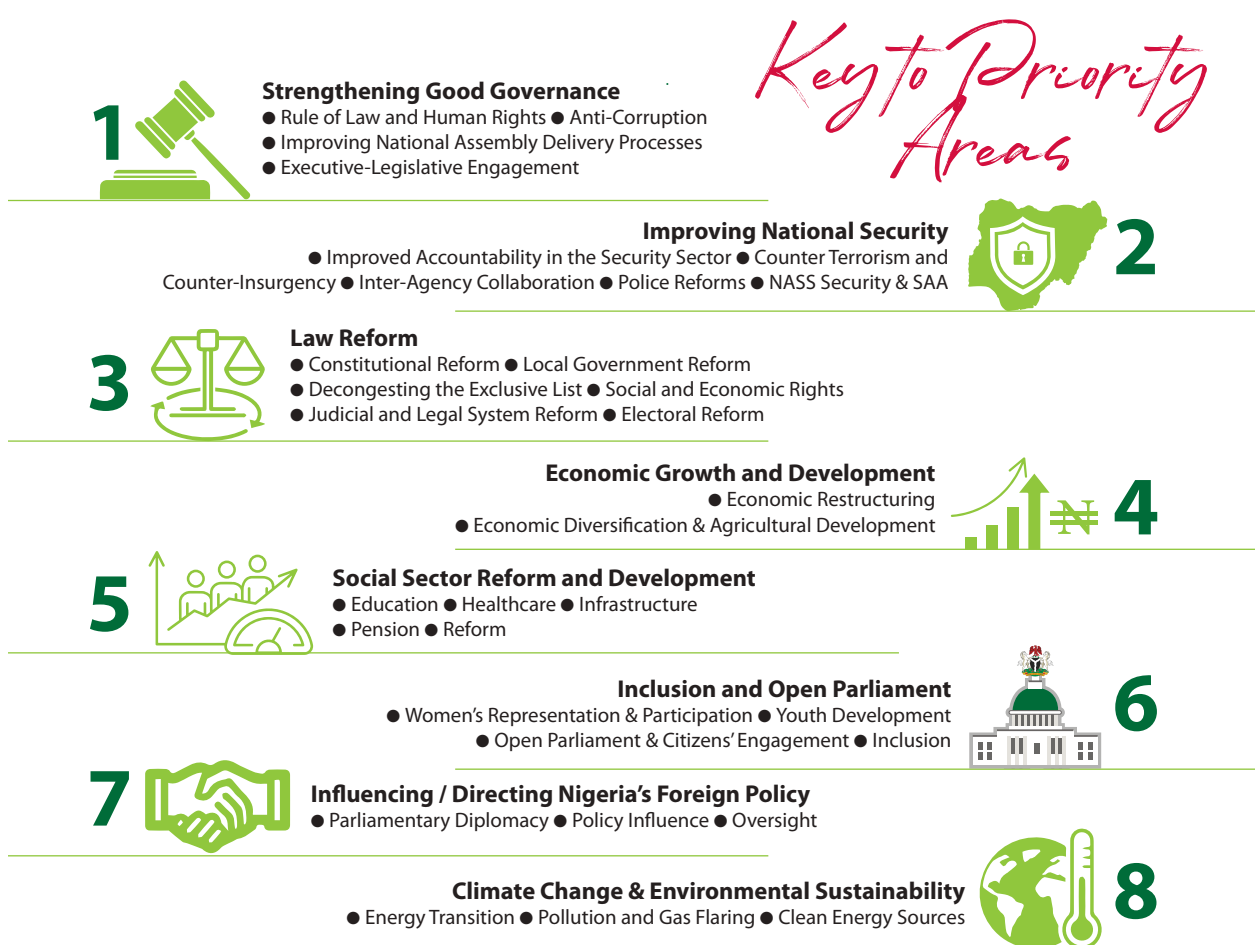 Key to Priority
Areas
1
Strengthening Good Governance
● Rule of Law and Human Rights ● Anti-Corruption
● Improving National Assembly Delivery Processes
● Executive-Legislative Engagement
Improving National Security
● Improved Accountability in the Security Sector ● Counter Terrorism and
Counter-Insurgency ● Inter-Agency Collaboration ● Police Reforms ● NASS Security & SAA
2
3
Law Reform
● Constitutional Reform ● Local Government Reform
● Decongesting the Exclusive List ● Social and Economic Rights
● Judicial and Legal System Reform ● Electoral Reform
Economic Growth and Development
● Economic Restructuring
● Economic Diversification & Agricultural Development
₦
4
5
Social Sector Reform and Development
● Education ● Healthcare ● Infrastructure
● Pension ● Reform
Inclusion and Open Parliament
● Women’s Representation & Participation ● Youth Development
● Open Parliament & Citizens’ Engagement ● Inclusion
6
7
Influencing / Directing Nigeria’s Foreign Policy
● Parliamentary Diplomacy ● Policy Influence ● Oversight
Climate Change & Environmental Sustainability
● Energy Transition ● Pollution and Gas Flaring ● Clean Energy Sources
8